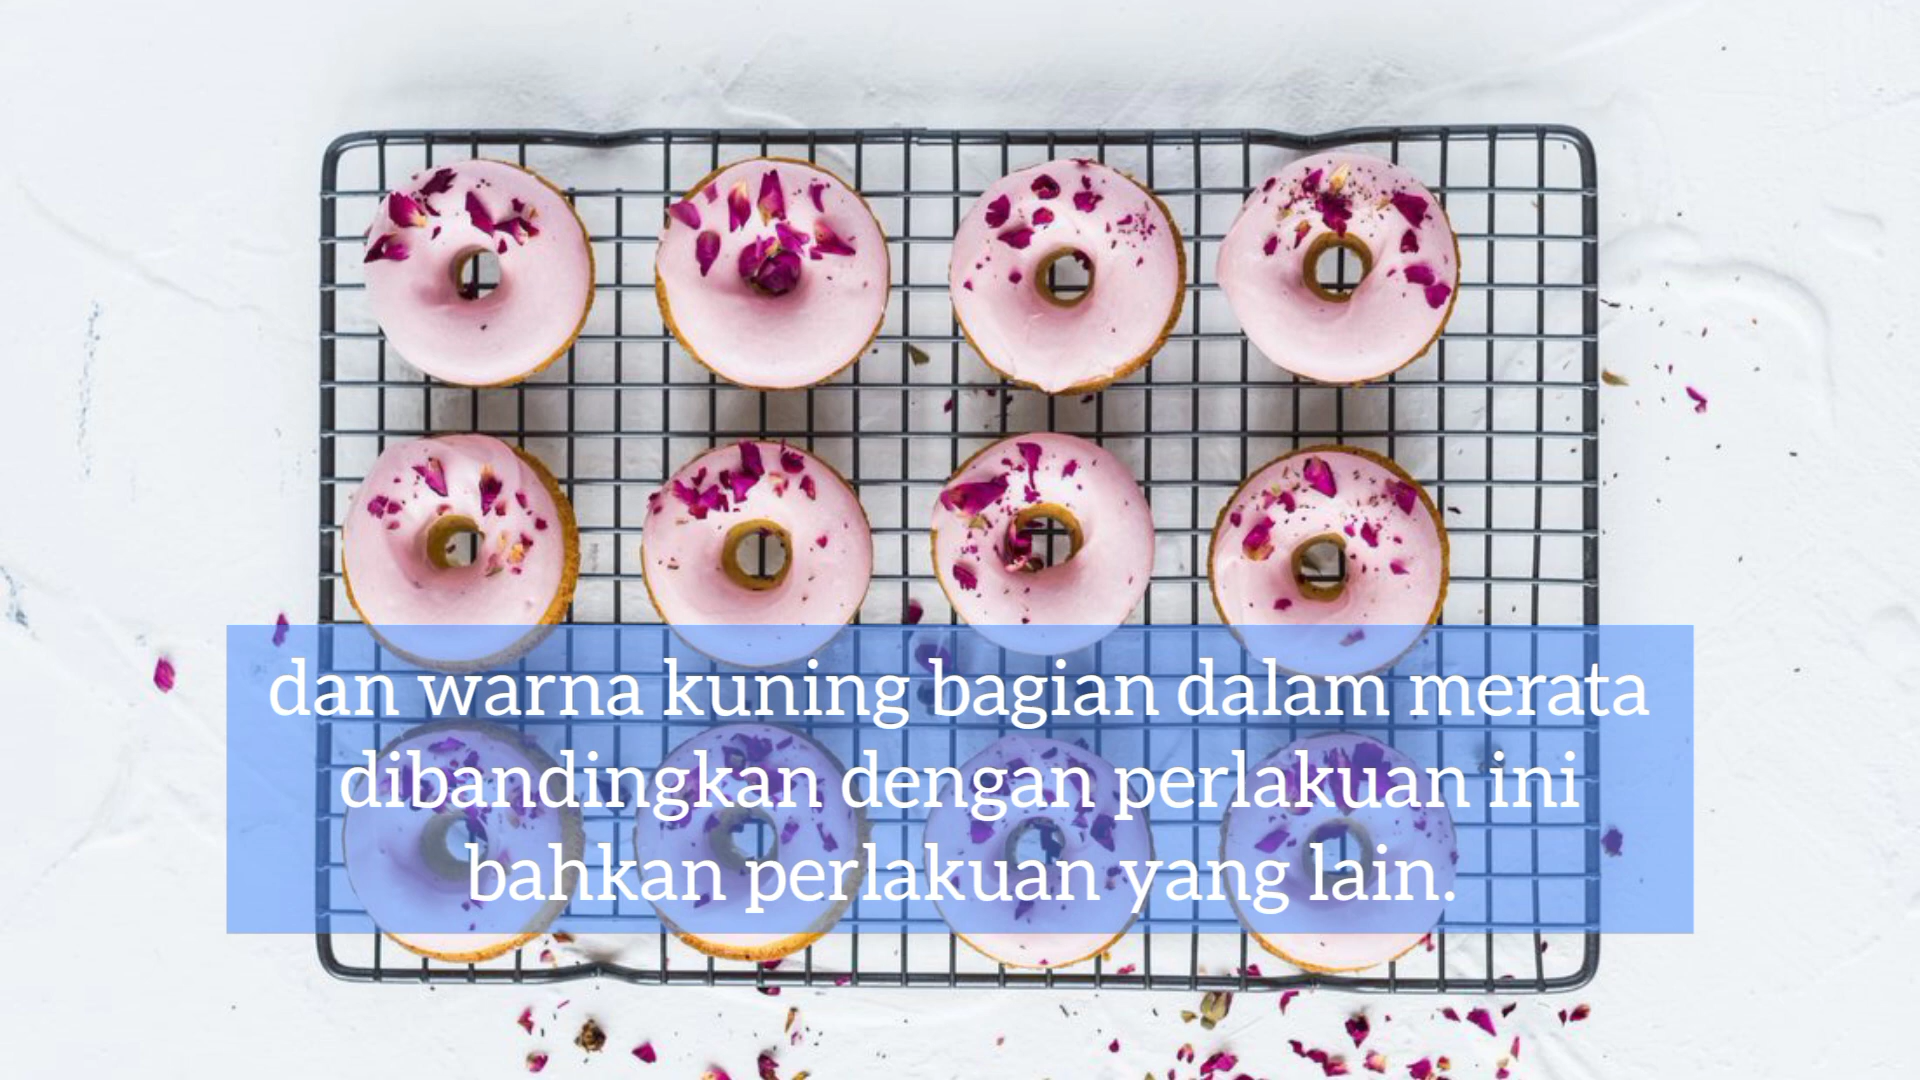 dan warna kuning bagian dalam merata
dibandingkan dengan perlakuan ini
bahkan perlakuan yang lain.